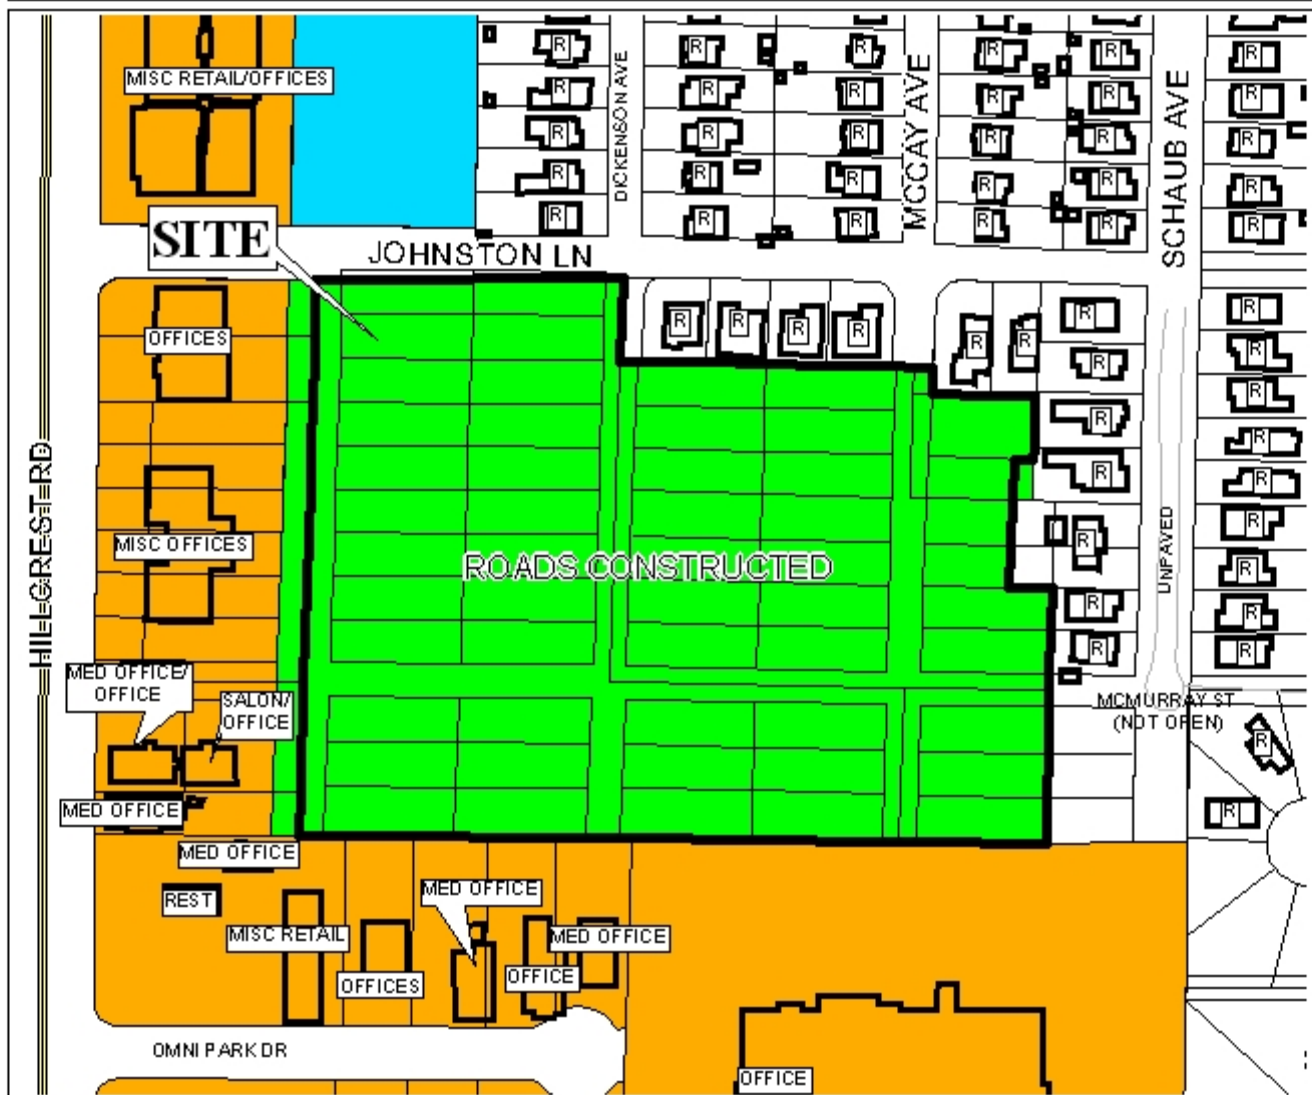 R R R R R R
MISC RETAIL/OFFICES
R R R R R R
DICKENSON AVE
MCCAY AVE
SCHAUB AVE
R R R R R R
R R R R R R
R R R R R R
SITE
JOHNSTON LN
R R R R R R R R
OFFICES
R R
R R
R
R R
HILLCREST RD
MISC OFFICES
ROADS CONSTRUCTED
R R
UNPAVED
R
R R
R R
MED OFFICE/
OFFICE
SALON/
OFFICE
MCMURRAY ST
(NOT OPEN)
R
MED OFFICE
R
MED OFFICE
REST
MED OFFICE
MISC RETAIL
MED OFFICE
OFFICES
OFFICE
OMNI PARK DR
OFFICE